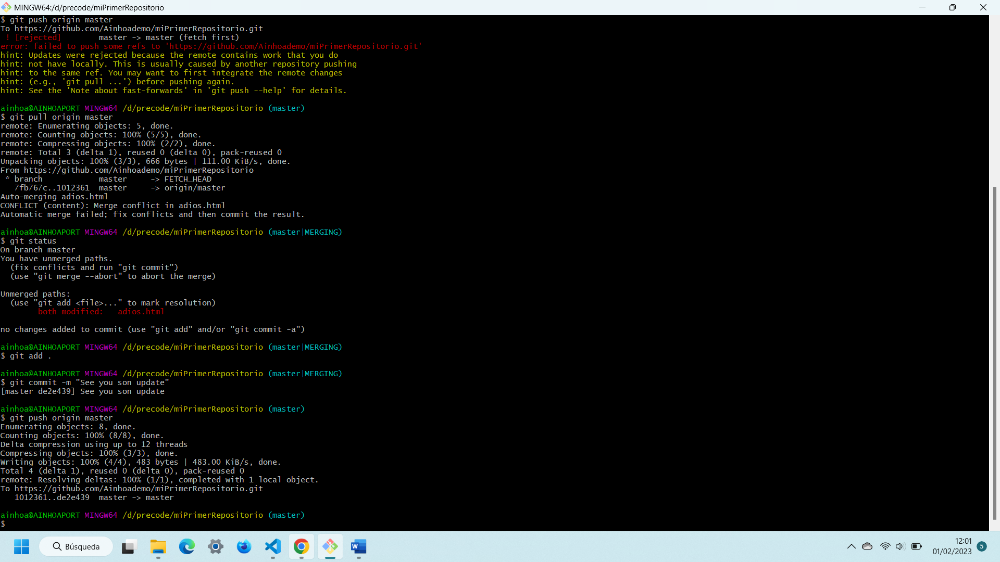 MINGW64:/d/precode/miPrimerRepositorio
$ git push origin master
To https://github.com/Ainhoademo/miPrimerRepositorio.git
 ! [rejected]        master -> master (fetch first)
error: failed to push some refs to 'https://github.com/Ainhoademo/miPrimerRepositorio.git'
hint: Updates were rejected because the remote contains work that you do
hint: not have locally. This is usually caused by another repository pushing
hint: to the same ref. You may want to first integrate the remote changes
hint: (e.g., 'git pull ...') before pushing again.
hint: See the 'Note about fast-forwards' in 'git push --help' for details.

ainhoa@AINHOAPORT MINGW64 /d/precode/miPrimerRepositorio (master)
$ git pull origin master
remote: Enumerating objects: 5, done.
remote: Counting objects: 100% (5/5), done.
remote: Compressing objects: 100% (2/2), done.
remote: Total 3 (delta 1), reused 0 (delta 0), pack-reused 0
Unpacking objects: 100% (3/3), 666 bytes | 111.00 KiB/s, done.
From https://github.com/Ainhoademo/miPrimerRepositorio
 * branch            master     -> FETCH_HEAD
   7fb767c..1012361  master     -> origin/master
Auto-merging adios.html
CONFLICT (content): Merge conflict in adios.html
Automatic merge failed; fix conflicts and then commit the result.

ainhoa@AINHOAPORT MINGW64 /d/precode/miPrimerRepositorio (master|MERGING)
$ git status
On branch master
You have unmerged paths.
  (fix conflicts and run "git commit")
  (use "git merge --abort" to abort the merge)

Unmerged paths:
  (use "git add <file>..." to mark resolution)
        both modified:   adios.html

no changes added to commit (use "git add" and/or "git commit -a")

ainhoa@AINHOAPORT MINGW64 /d/precode/miPrimerRepositorio (master|MERGING)
$ git add .

ainhoa@AINHOAPORT MINGW64 /d/precode/miPrimerRepositorio (master|MERGING)
$ git commit -m "See you son update"
[master de2e439] See you son update

ainhoa@AINHOAPORT MINGW64 /d/precode/miPrimerRepositorio (master)
$ git push origin master
Enumerating objects: 8, done.
Counting objects: 100% (8/8), done.
Delta compression using up to 12 threads
Compressing objects: 100% (3/3), done.
Writing objects: 100% (4/4), 483 bytes | 483.00 KiB/s, done.
Total 4 (delta 1), reused 0 (delta 0), pack-reused 0
remote: Resolving deltas: 100% (1/1), completed with 1 local object.
To https://github.com/Ainhoademo/miPrimerRepositorio.git
   1012361..de2e439  master -> master

ainhoa@AINHOAPORT MINGW64 /d/precode/miPrimerRepositorio (master)
$
Búsqueda
W
12:01
01/02/2023
5